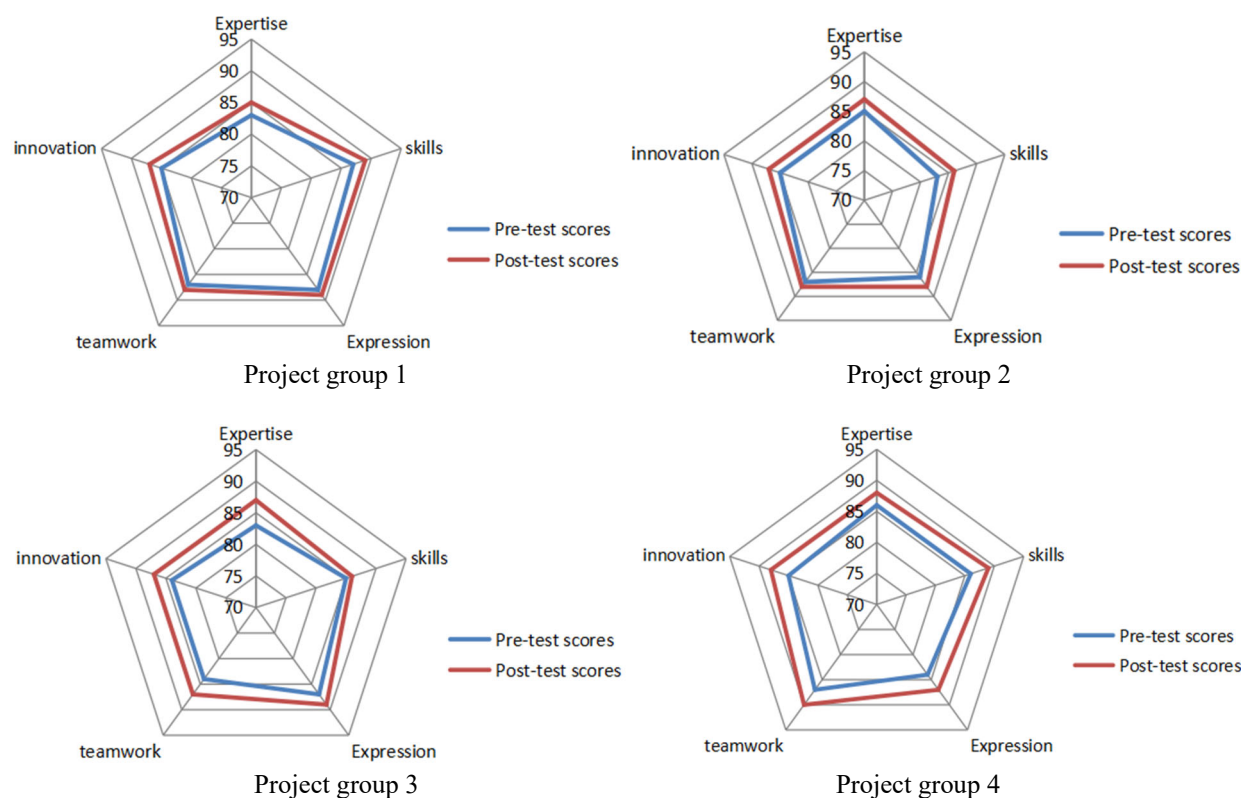 Expertise
95
90
85
80
75
70
innovation
skills
teamwork
Expression
Pre-test scores
Post-test scores
Project group 1
Expertise
95
90
85
80
75
70
innovation
skills
teamwork
Expression
Pre-test scores
Post-test scores
Project group 2
Expertise
95
90
85
80
75
70
innovation
skills
teamwork
Expression
Pre-test scores
Post-test scores
Project group 3
Expertise
95
90
85
80
75
70
innovation
skills
teamwork
Expression
Pre-test scores
Post-test scores
Project group 4